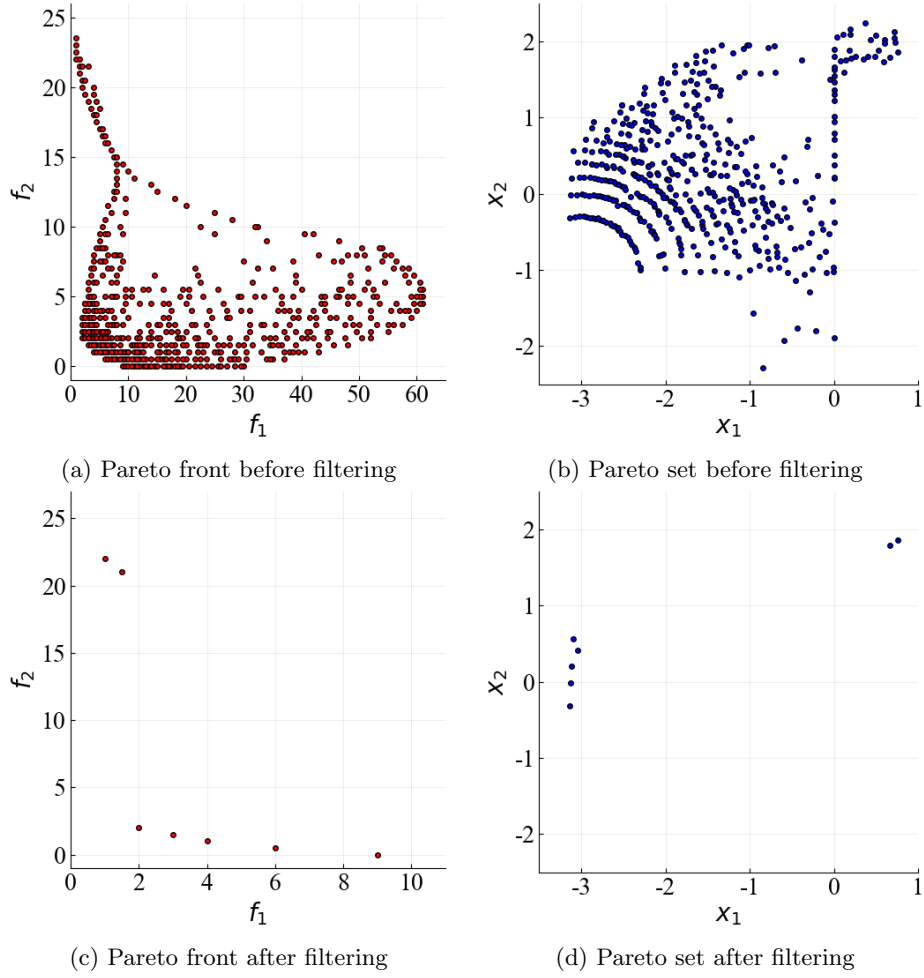 25
20
15
10
5
0
f₂
0 10 20 30 40 50 60
f₁
(a) Pareto front before filtering
2
1
0
-1
-2
x₂
-3 -2 -1 0 1
x₁
(b) Pareto set before filtering
25
20
15
10
5
0
f₂
0 2 4 6 8 10
f₁
(c) Pareto front after filtering
2
1
0
-1
-2
x₂
-3 -2 -1 0 1
x₁
(d) Pareto set after filtering